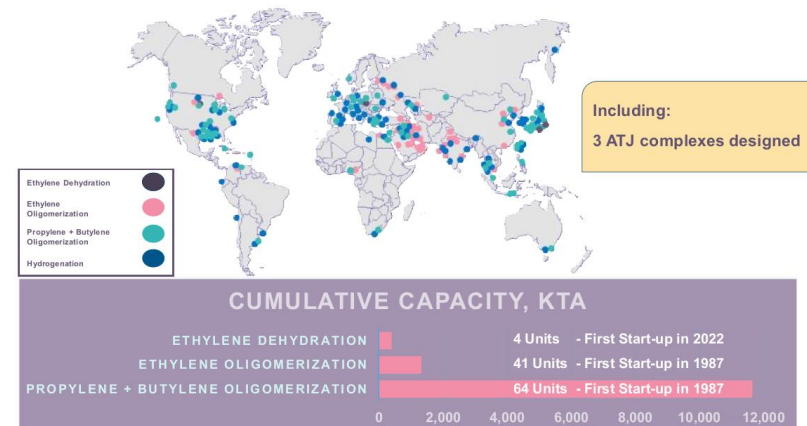 Including:
3 ATJ complexes designed
Ethylene Dehydration
Ethylene
Oligomerization
Propylene + Butylene
Oligomerization
Hydrogenation
CUMULATIVE CAPACITY, KTA
ETHYLENE DEHYDRATION 4 Units - First Start-up in 2022
ETHYLENE OLIGOMERIZATION 41 Units - First Start-up in 1987
PROPYLENE + BUTYLENE OLIGOMERIZATION 64 Units - First Start-up in 1987
0 2,000 4,000 6,000 8,000 10,000 12,000